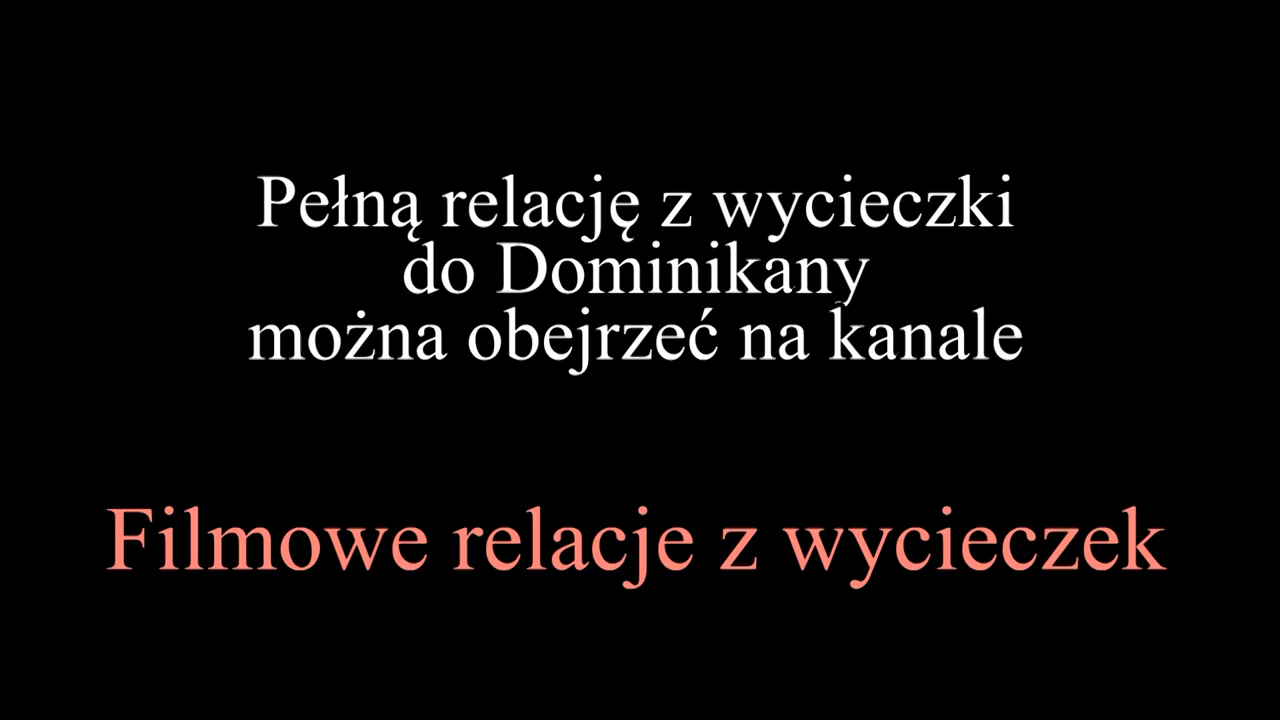 Pełną relację z wycieczki
do Dominikany
można obejrzeć na kanale
Filmowe relacje z wycieczek